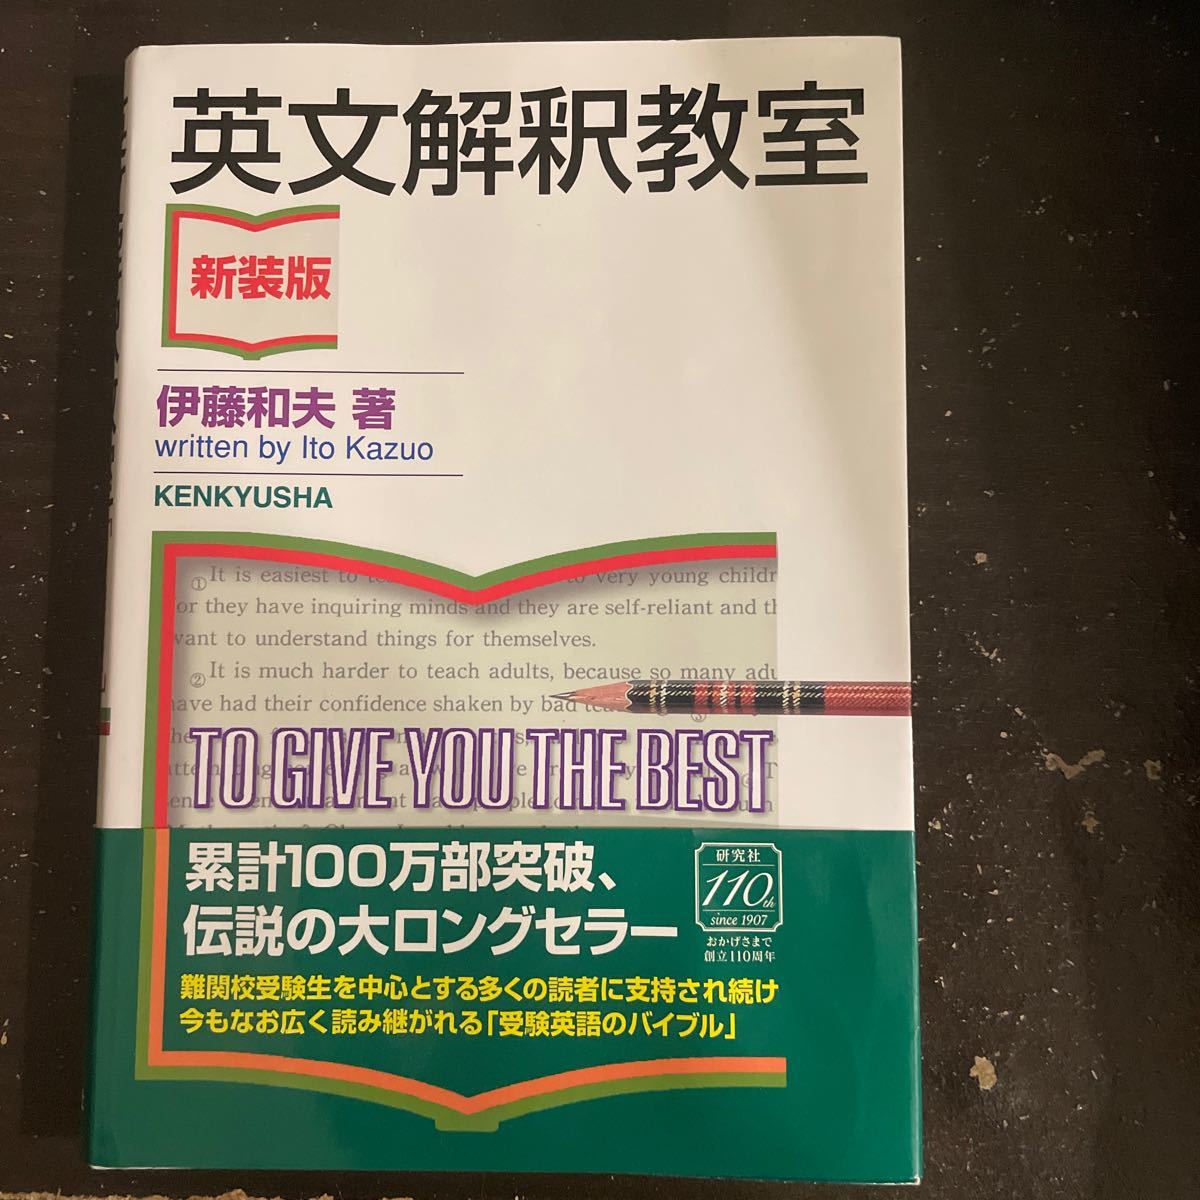 英文解釈教室
新装版
伊藤和夫 著
written by Ito Kazuo
KENKYUSHA
①It is easiest to to very young childr
or they have inquiring minds and they are self-reliant and th
want to understand things for themselves.
②It is much harder to teach adults, because so many adu
have had their confidence shaken by bad
TO GIVE YOU THE BEST
累計100万部突破、
伝説の大ロングセラー
研究社
110th
since 1907
おかげさまで
創立110周年
難関校受験生を中心とする多くの読者に支持され続け
今もなお広く読み継がれる「受験英語のバイブル」